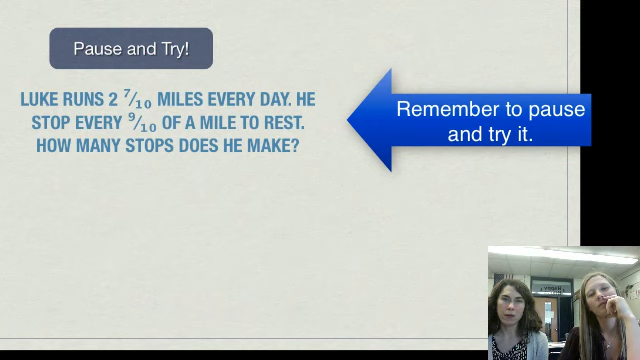 Pause and Try!
LUKE RUNS 2 7/10 MILES EVERY DAY. HE
STOP EVERY 9/10 OF A MILE TO REST.
HOW MANY STOPS DOES HE MAKE?
Remember to pause
and try it.